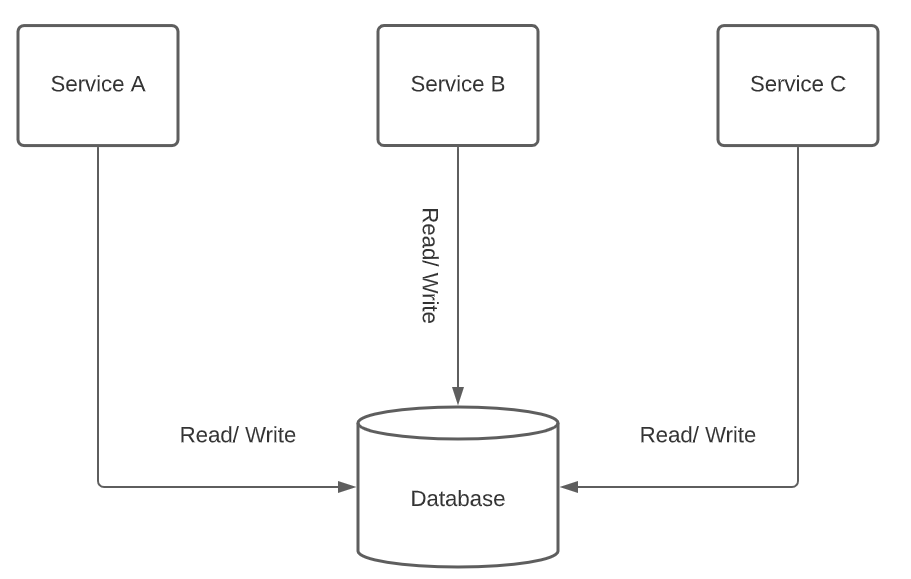 Service A
Service B
Service C
Read/ Write
Read/ Write
Read/ Write
Database